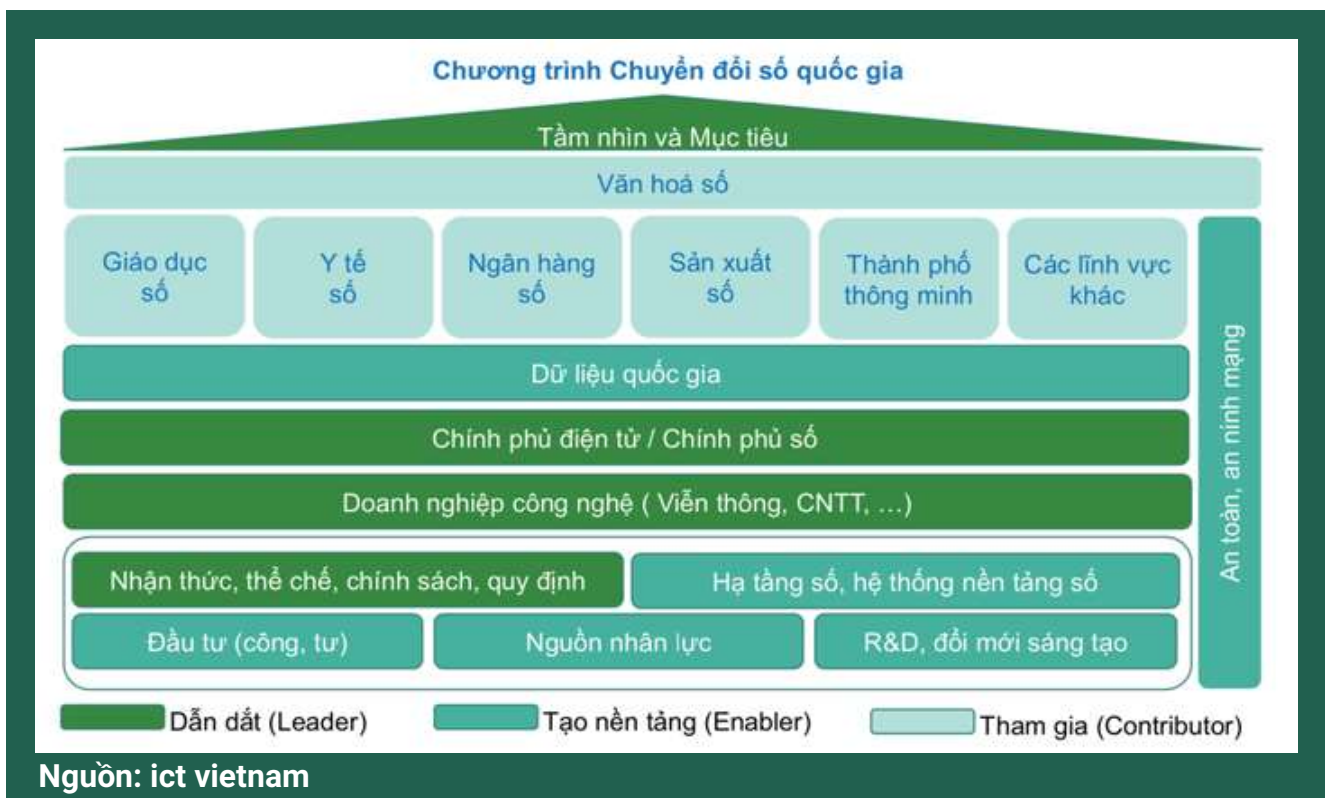 Chương trình Chuyển đổi số quốc gia
Tầm nhìn và Mục tiêu
Văn hoá số
Giáo dục
số
Y tế
số
Ngân hàng
số
Sản xuất
số
Thành phố
thông minh
Các lĩnh vực
khác
An toàn, an ninh mạng
Dữ liệu quốc gia
Chính phủ điện tử / Chính phủ số
Doanh nghiệp công nghệ ( Viễn thông, CNTT, …)
Nhận thức, thể chế, chính sách, quy định
Hạ tầng số, hệ thống nền tảng số
Đầu tư (công, tư)
Nguồn nhân lực
R&D, đổi mới sáng tạo
Dẫn dắt (Leader)
Tạo nền tảng (Enabler)
Tham gia (Contributor)
Nguồn: ict vietnam